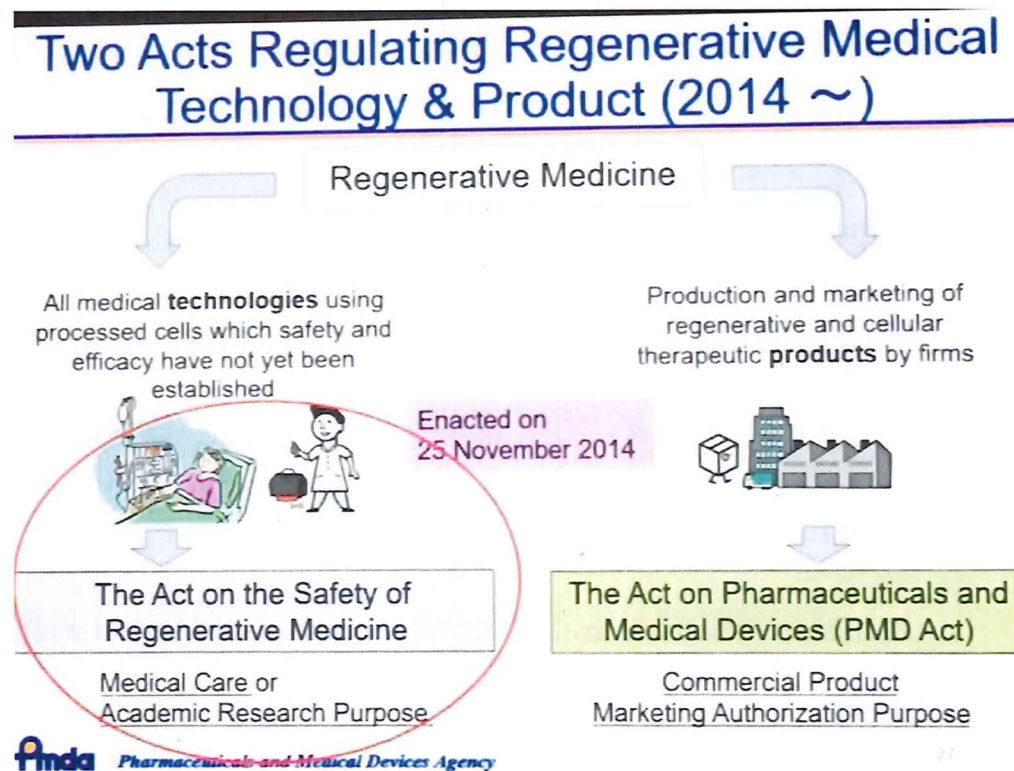 Two Acts Regulating Regenerative Medical
Technology & Product (2014 ～)
Regenerative Medicine
All medical technologies using
processed cells which safety and
efficacy have not yet been
established
Production and marketing of
regenerative and cellular
therapeutic products by firms
Enacted on
25 November 2014
The Act on the Safety of
Regenerative Medicine
Medical Care or
Academic Research Purpose
The Act on Pharmaceuticals and
Medical Devices (PMD Act)
Commercial Product
Marketing Authorization Purpose
Pmda Pharmaceuticals and Medical Devices Agency
21